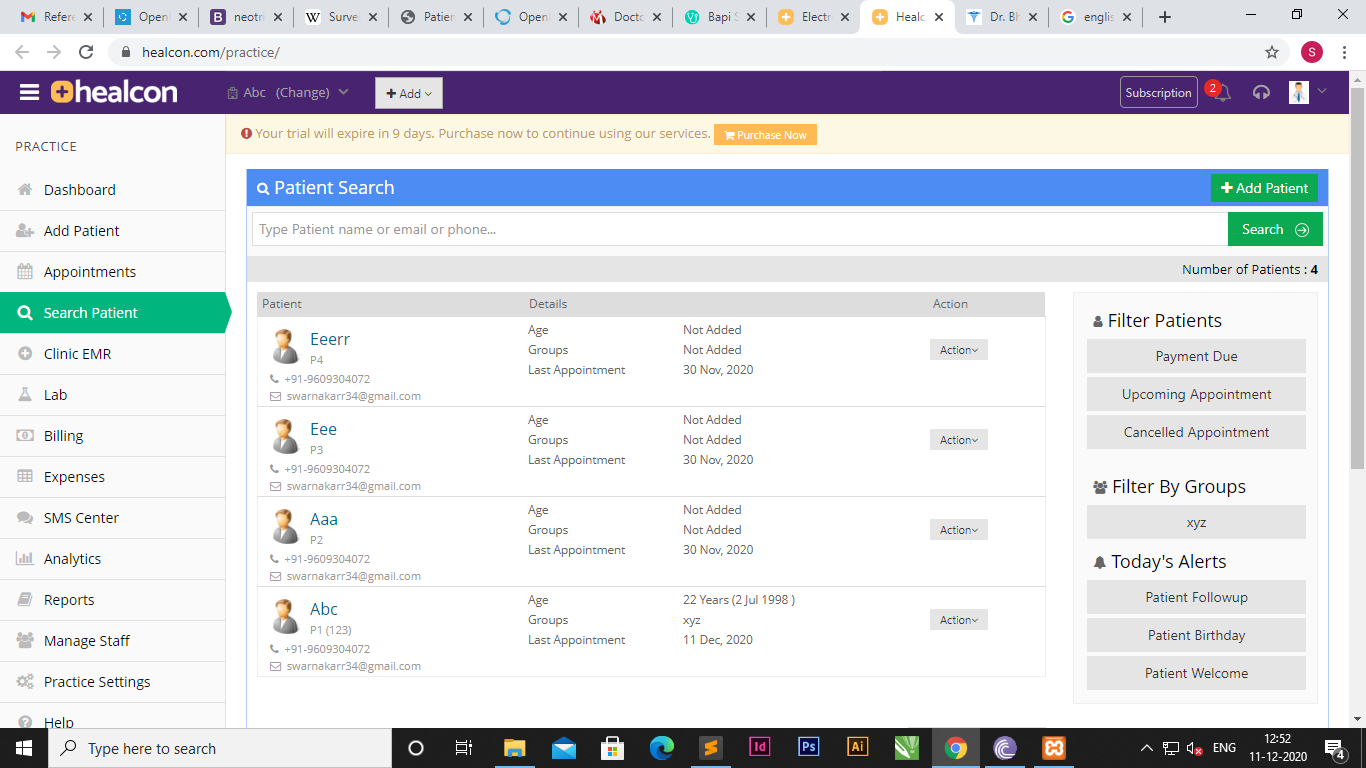 Refere
OpenI
neotri
W Surve
Patien
OpenI
Docto
Bapi S
Electr
Healc
Dr. Bh
englis
healcon.com/practice/
S
healcon
Abc (Change)
Add
Subscription
2
Your trial will expire in 9 days. Purchase now to continue using our services. Purchase Now
PRACTICE
Dashboard
Add Patient
Appointments
Search Patient
Clinic EMR
Lab
Billing
Expenses
SMS Center
Analytics
Reports
Manage Staff
Practice Settings
Help
Patient Search
Add Patient
Type Patient name or email or phone...
Search
Number of Patients : 4
Patient Details Action
Eeerr
P4
+91-9609304072
swarnakarr34@gmail.com
Age Not Added
Groups Not Added
Last Appointment 30 Nov, 2020
Action
Eee
P3
+91-9609304072
swarnakarr34@gmail.com
Age Not Added
Groups Not Added
Last Appointment 30 Nov, 2020
Action
Aaa
P2
+91-9609304072
swarnakarr34@gmail.com
Age Not Added
Groups Not Added
Last Appointment 30 Nov, 2020
Action
Abc
P1 (123)
+91-9609304072
swarnakarr34@gmail.com
Age 22 Years (2 Jul 1998 )
Groups xyz
Last Appointment 11 Dec, 2020
Action
Filter Patients
Payment Due
Upcoming Appointment
Cancelled Appointment
Filter By Groups
xyz
Today's Alerts
Patient Followup
Patient Birthday
Patient Welcome
Type here to search
Id
Ps
Ai
ENG
12:52
11-12-2020
4